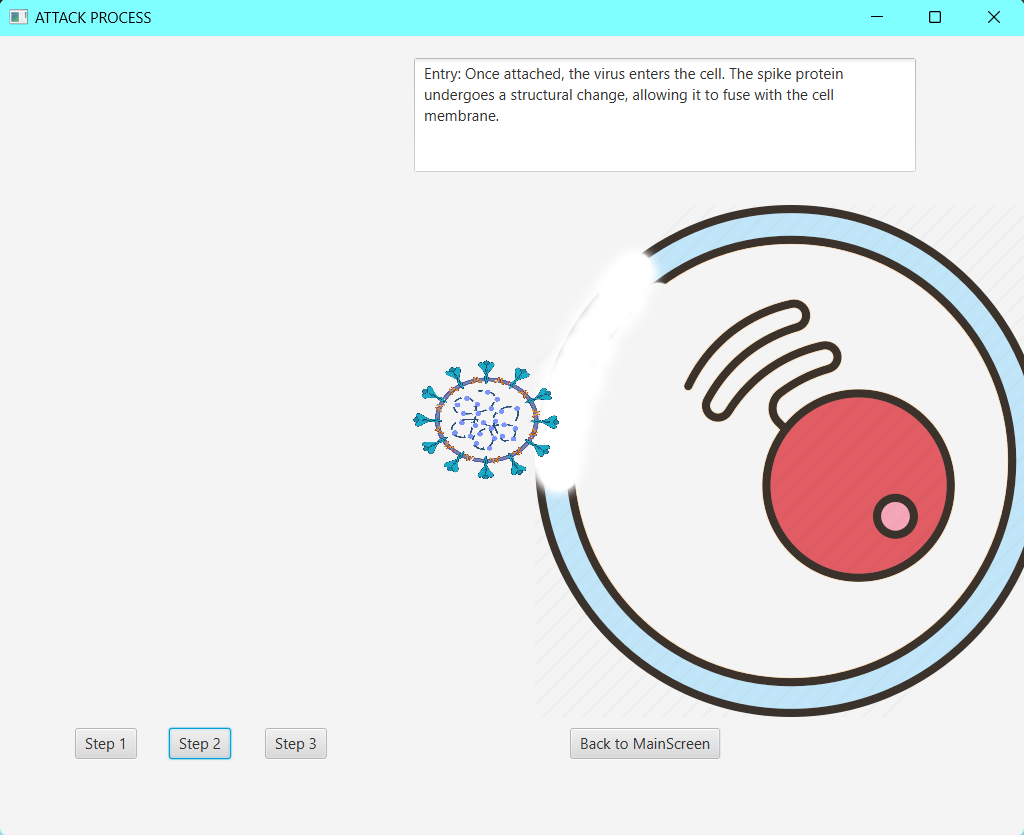 ATTACK PROCESS
Entry: Once attached, the virus enters the cell. The spike protein
undergoes a structural change, allowing it to fuse with the cell
membrane.
Step 1
Step 2
Step 3
Back to MainScreen